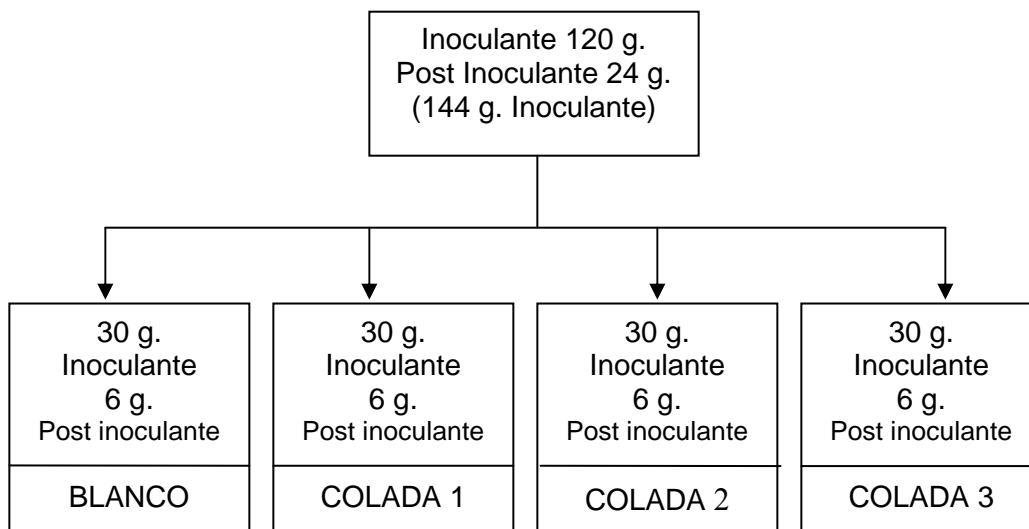 Inoculante 120 g.
Post Inoculante 24 g.
(144 g. Inoculante)
30 g.
Inoculante
6 g.
Post inoculante
BLANCO
30 g.
Inoculante
6 g.
Post inoculante
COLADA 1
30 g.
Inoculante
6 g.
Post inoculante
COLADA 2
30 g.
Inoculante
6 g.
Post inoculante
COLADA 3